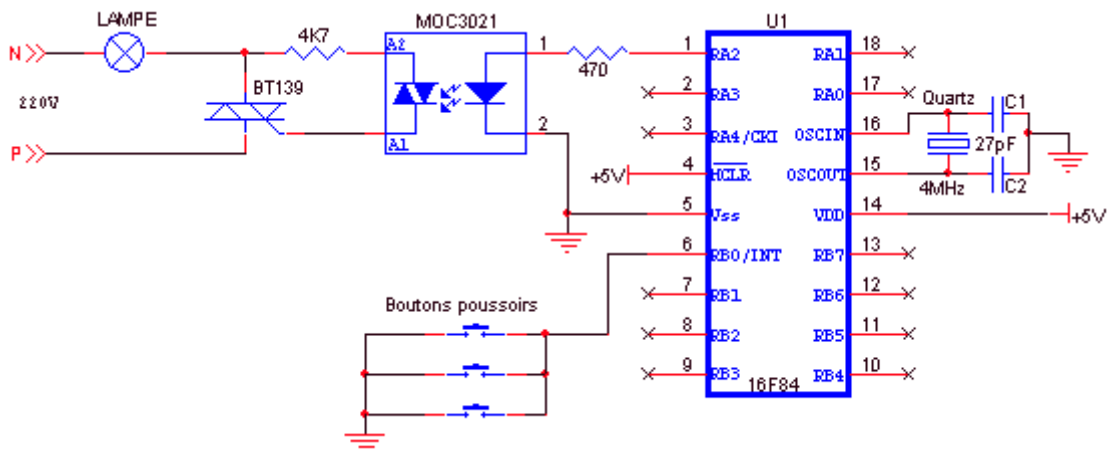 LAMPE
MOC3021
U1
N
4K7
A2
1
470
1
RA2
RA1
18
220V
BT139
2
RA3
RA0
17
Quartz
C1
3
RA4/CKI
OSCIN
16
27pF
P
A1
2
+5V
4
MCLR
OSCOUT
15
4MHz
C2
5
Vss
VDD
14
+5V
6
RB0/INT
RB7
13
7
RB1
RB6
12
Boutons poussoirs
8
RB2
RB5
11
9
RB3
RB4
10
16F84